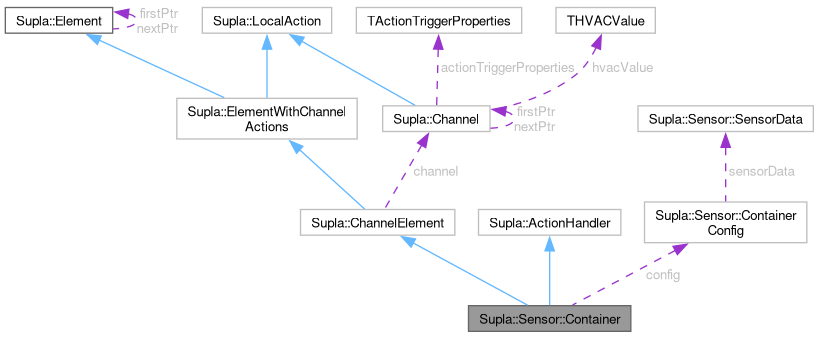 Supla::Element
firstPtr
nextPtr
Supla::LocalAction
TActionTriggerProperties
THVACValue
actionTriggerProperties
hvacValue
Supla::ElementWithChannel
Actions
Supla::Channel
firstPtr
nextPtr
Supla::Sensor::SensorData
channel
sensorData
Supla::ChannelElement
Supla::ActionHandler
Supla::Sensor::Container
Config
config
Supla::Sensor::Container